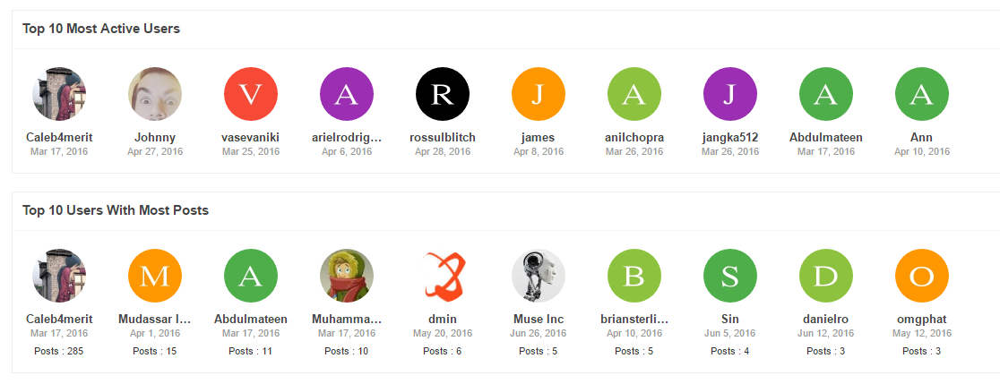 Top 10 Most Active Users
V A R J A J A A
Caleb4merit Johnny vasevaniki arielrodrig... rossulblitch james anilchopra jangka512 Abdulmateen Ann
Mar 17, 2016 Apr 27, 2016 Mar 25, 2016 Apr 6, 2016 Apr 28, 2016 Apr 8, 2016 Mar 26, 2016 Mar 26, 2016 Mar 17, 2016 Apr 10, 2016
Top 10 Users With Most Posts
M A B S D O
Caleb4merit Mudassar I... Abdulmateen Muhamma... dmin Muse Inc briansterli... Sin danielro omgphat
Mar 17, 2016 Apr 1, 2016 Mar 17, 2016 Mar 17, 2016 May 20, 2016 Jun 26, 2016 Apr 10, 2016 Jun 5, 2016 Jun 12, 2016 May 12, 2016
Posts : 285 Posts : 15 Posts : 11 Posts : 10 Posts : 6 Posts : 5 Posts : 5 Posts : 4 Posts : 3 Posts : 3